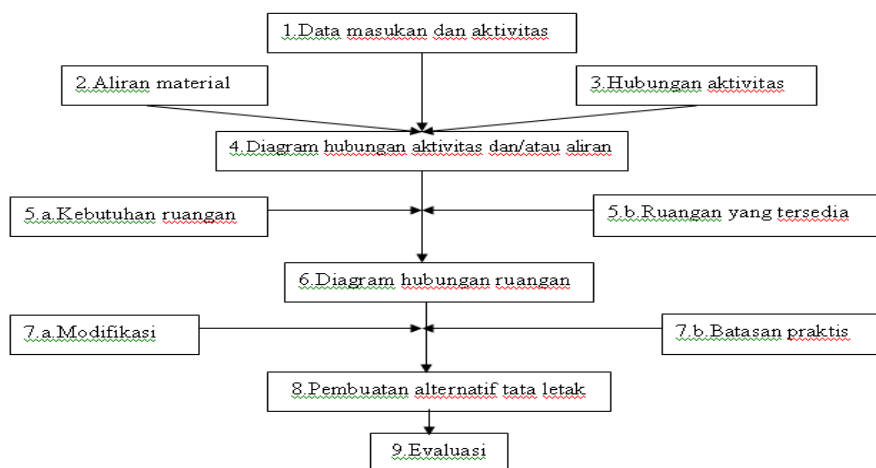 1.Data masukan dan aktivitas
2.Aliran material
3.Hubungan aktivitas
4.Diagram hubungan aktivitas dan/atau aliran
5.a.Kebutuhan ruangan
5.b.Ruangan yang tersedia
6.Diagram hubungan ruangan
7.a.Modifikasi
7.b.Batasan praktis
8.Pembuatan alternatif tata letak
9.Evaluasi